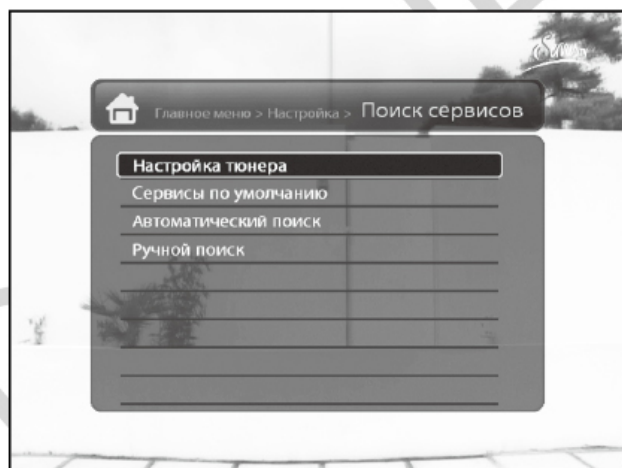 Главное меню > Настройка > Поиск сервисов
Настройка тюнера
Сервисы по умолчанию
Автоматический поиск
Ручной поиск